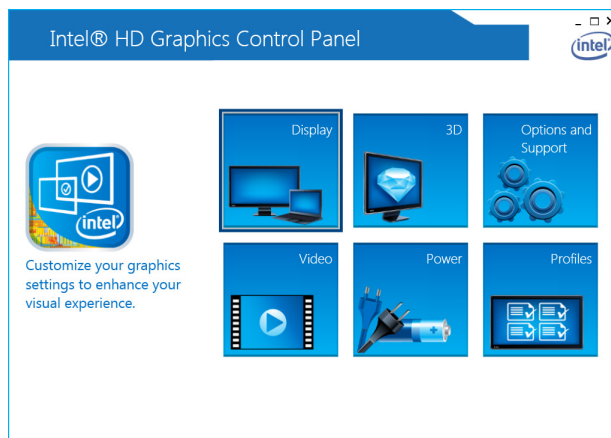 Intel® HD Graphics Control Panel
intel
Display
3D
Options and
Support
intel
Customize your graphics
settings to enhance your
visual experience.
Video
Power
Profiles